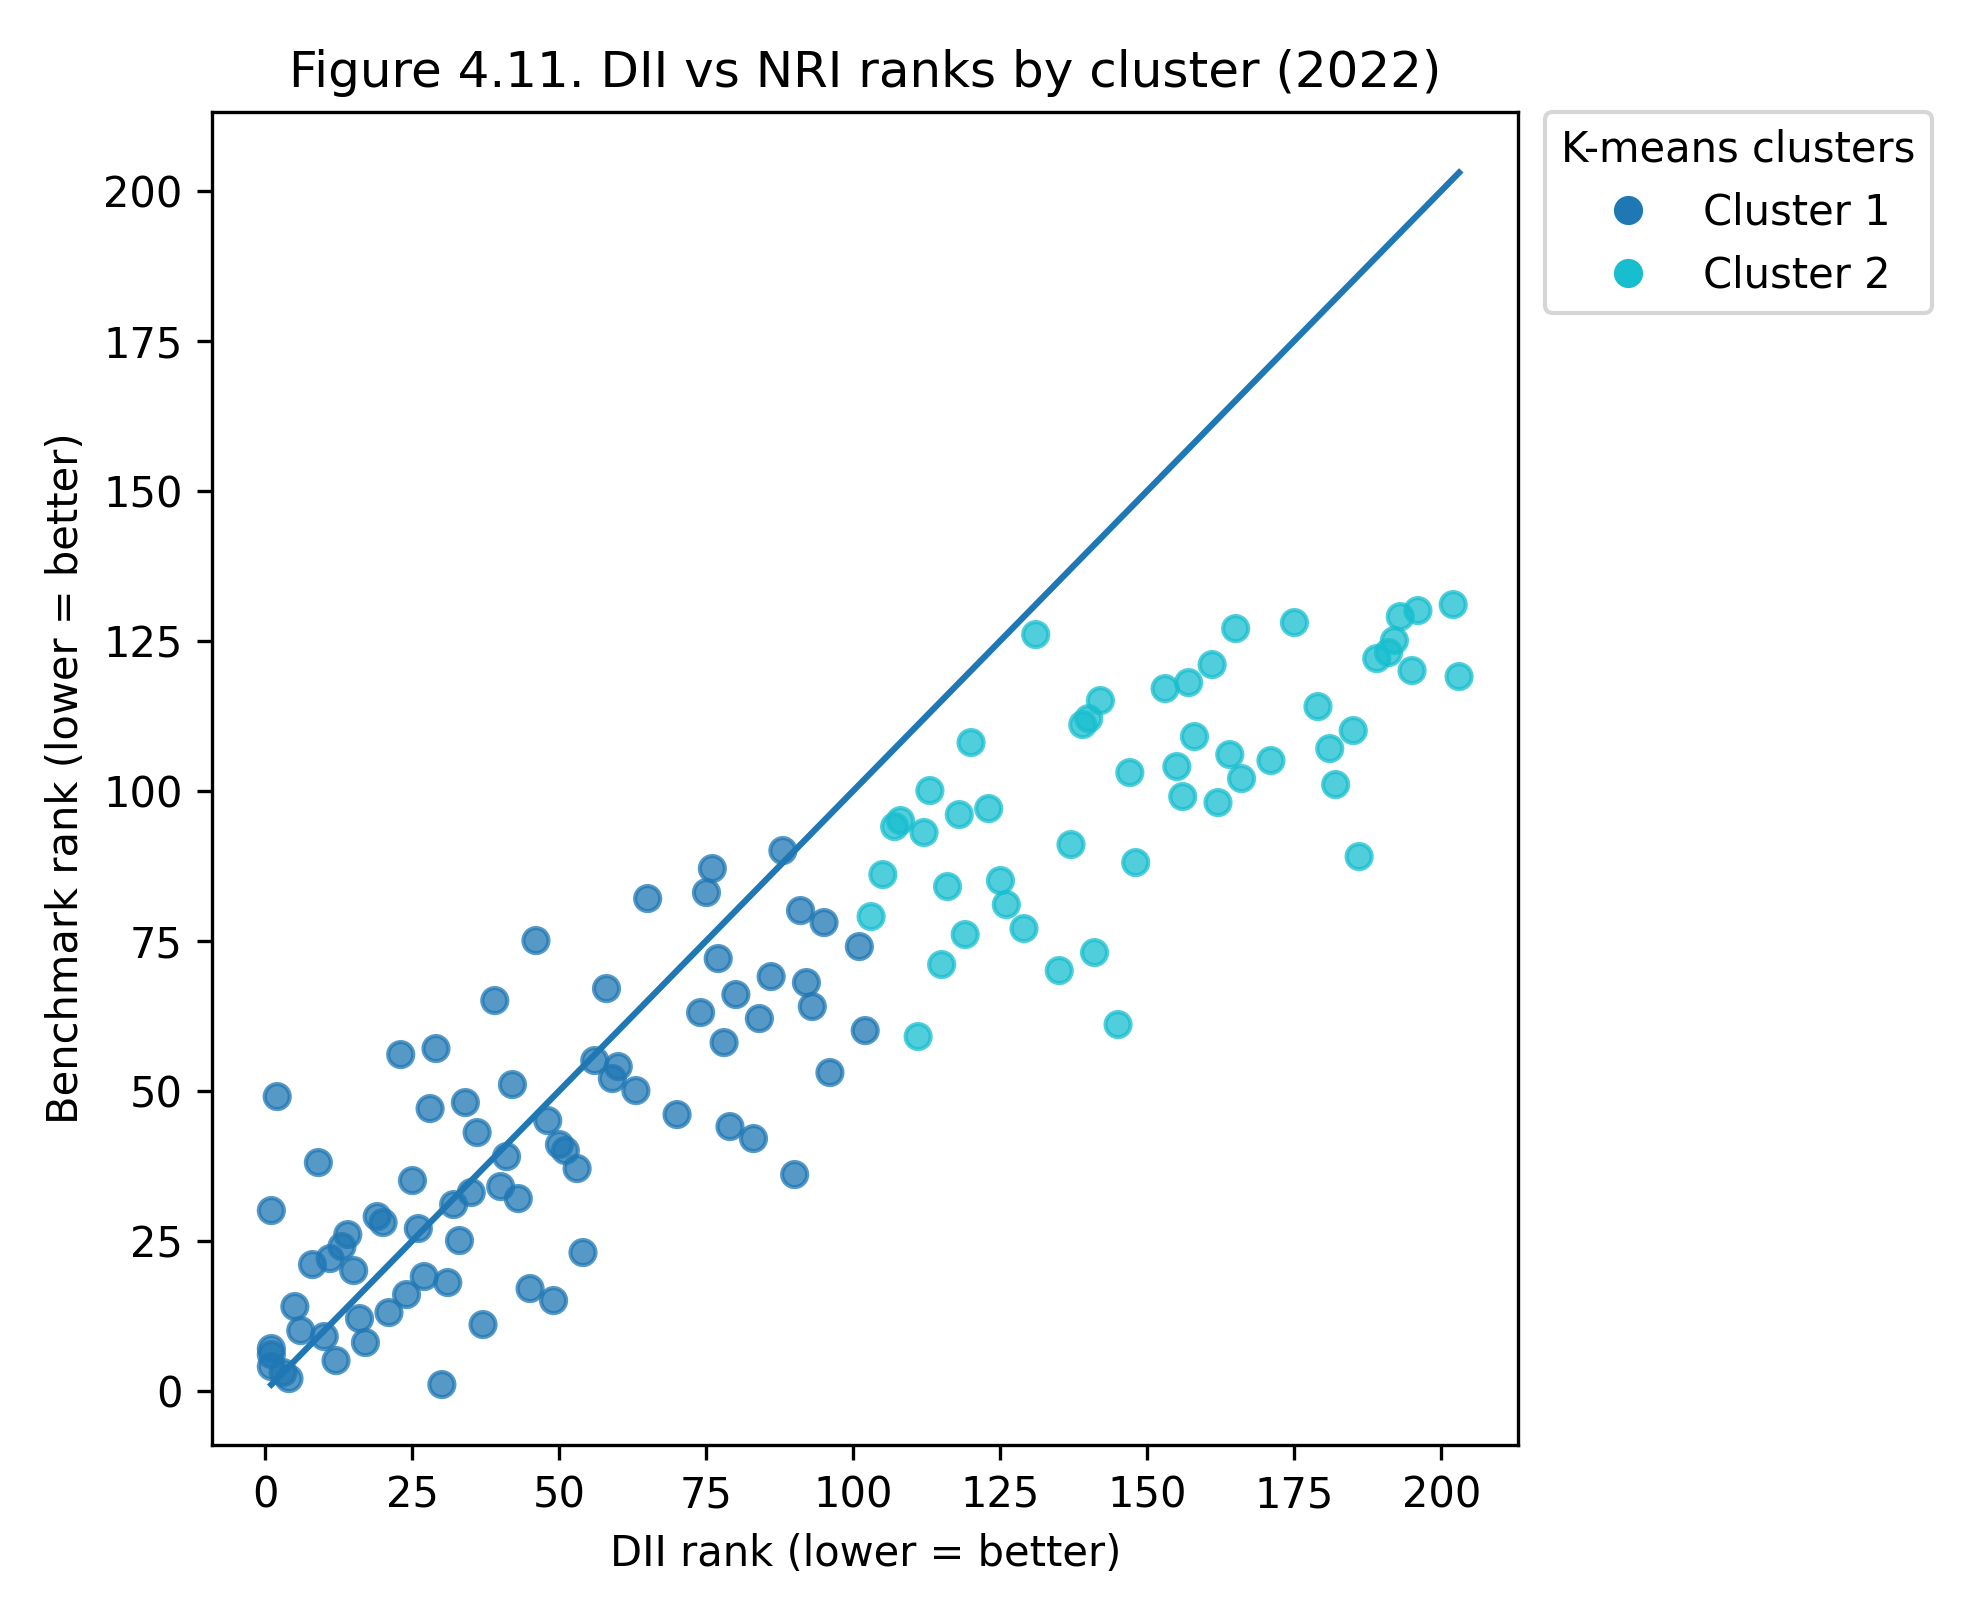 Figure 4.11. DII vs NRI ranks by cluster (2022)
K-means clusters
Cluster 1
Cluster 2
Benchmark rank (lower = better)
200
175
150
125
100
75
50
25
0
0 25 50 75 100 125 150 175 200
DII rank (lower = better)